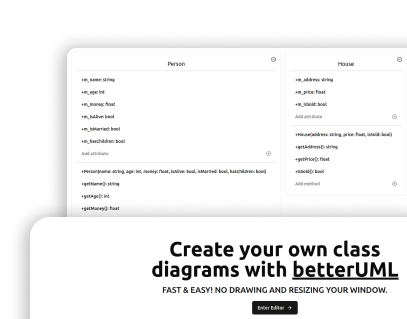 Person
+m_name: string
+m_age: int
+m_money: float
+m_isAlive: bool
+m_isMarried: bool
+m_hasChildren: bool
Add attribute
+Person(name: string, age: int, money: float, isAlive: bool, isMarried: bool, hasChildren: bool)
+getName(): string
+getAge(): int
+getMoney(): float
House
+m_address: string
+m_price: float
+m_isSold: bool
Add attribute
+House(address: string, price: float, isSold: bool)
+getAddress(): string
+getPrice(): float
+isSold(): bool
Add method
Create your own class
diagrams with betterUML
FAST & EASY! NO DRAWING AND RESIZING YOUR WINDOW.
Enter Editor →